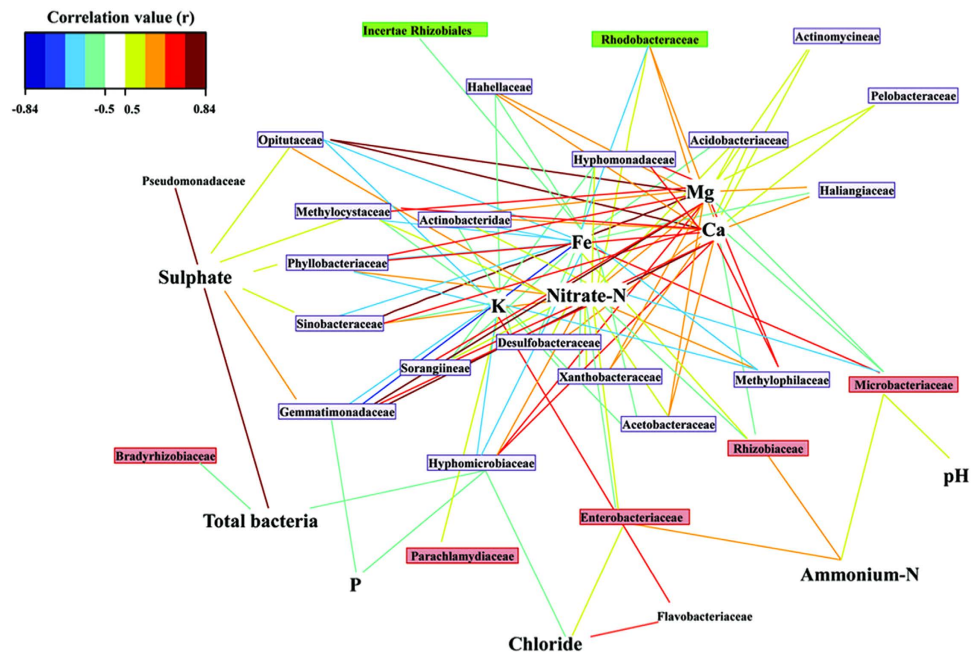 Correlation value (r)
-0.84 -0.5 0.5 0.84
Incertae Rhizobiales
Rhodobacteraceae
Actinomycineae
Hahellaceae
Pelobacteraceae
Opitutaceae
Acidobacteriaceae
Hyphomonadaceae
Pseudomonadaceae
Mg
Haliangiaceae
Methylocystaceae
Actinobacteridae
Ca
Fe
Phyllobacteriaceae
Sulphate
Nitrate-N
K
Sinobacteraceae
Desulfobacteraceae
Sorangiineae
Xanthobacteraceae
Methylophilaceae
Microbacteriaceae
Gemmatimonadaceae
Acetobacteraceae
Rhizobiaceae
Bradyrhizobiaceae
Hyphomicrobiaceae
pH
Total bacteria
Enterobacteriaceae
Parachlamydiaceae
Ammonium-N
P
Flavobacteriaceae
Chloride